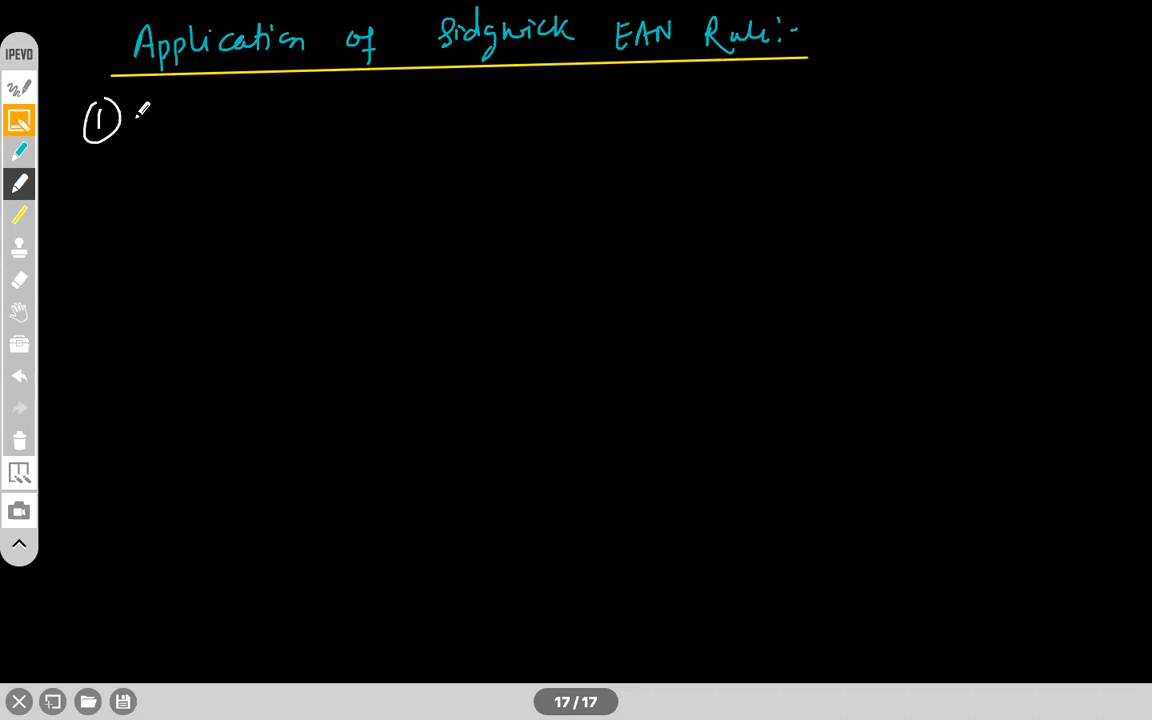 Application of Sidgwick EAN Rule:-
IPEVO
①
17/17